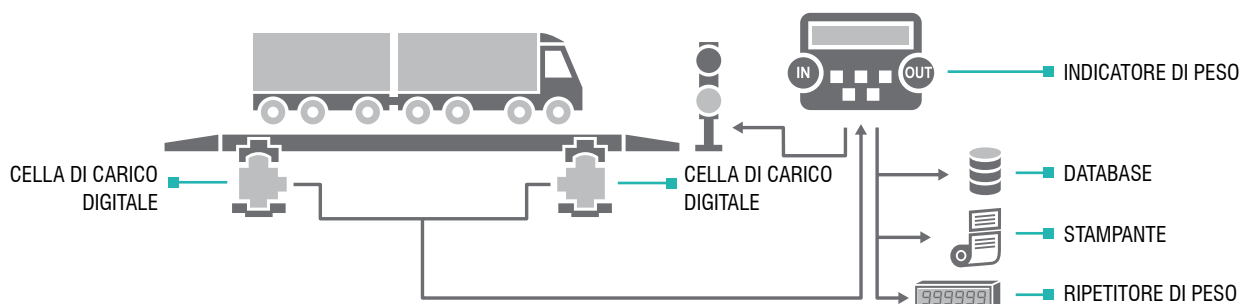 IN
OUT
INDICATORE DI PESO
CELLA DI CARICO
DIGITALE
CELLA DI CARICO
DIGITALE
DATABASE
STAMPANTE
999999
RIPETITORE DI PESO